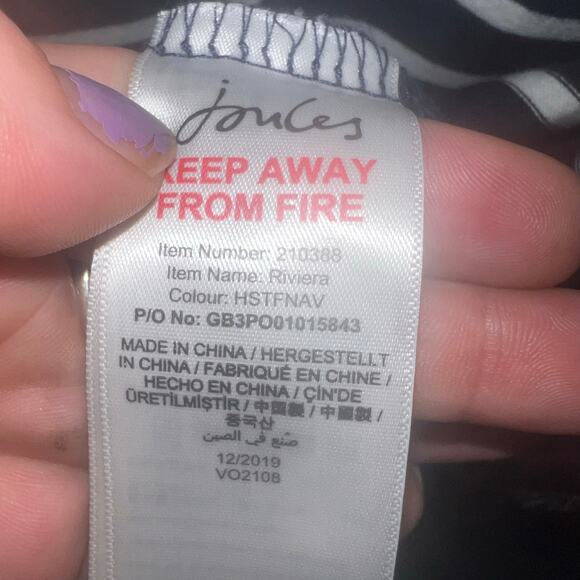 Joules
KEEP AWAY
FROM FIRE
Item Number: 210388
Item Name: Riviera
Colour: HSTFNAV
P/O No: GB3PO01015843
MADE IN CHINA / HERGESTELLT
IN CHINA / FABRIQUÉ EN CHINE /
HECHO EN CHINA / ÇIN'DE
ÜRETİLMİŞTİR / 中國製 / 中国製 /
중국산
صنع في الصين
12/2019
VO2108